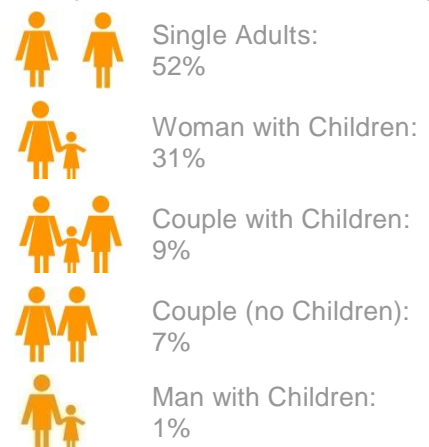 Single Adults:
52%
Woman with Children:
31%
Couple with Children:
9%
Couple (no Children):
7%
Man with Children:
1%